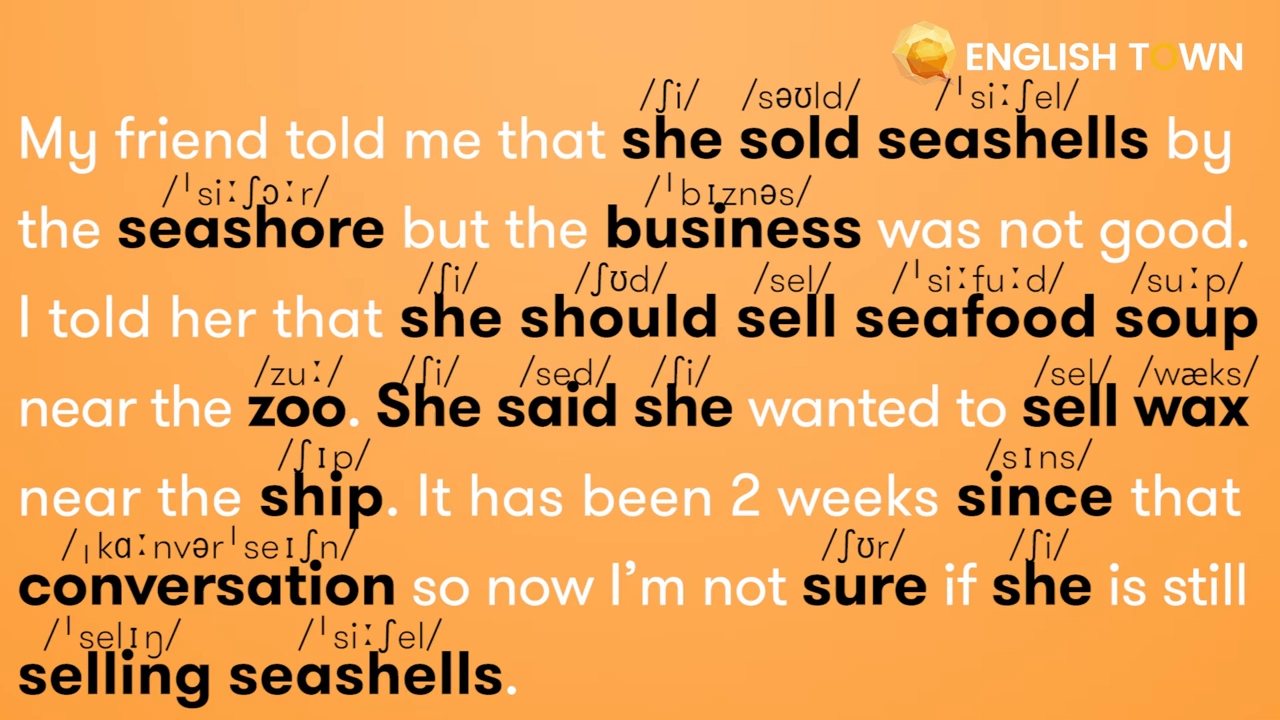 ENGLISH TOWN
/ʃi/ /səʊld/ /ˈsiːʃel/
My friend told me that she sold seashells by
/ˈsiːʃɔːr/ /ˈbɪznəs/
the seashore but the business was not good.
/ʃi/ /ʃʊd/ /sel/ /ˈsiːfuːd/ /suːp/
I told her that she should sell seafood soup
/zuː/ /ʃi/ /sed/ /ʃi/ /sel/ /wæks/
near the zoo. She said she wanted to sell wax
/ʃɪp/ /sɪns/
near the ship. It has been 2 weeks since that
/ˌkɑːnvərˈseɪʃn/ /ʃʊr/ /ʃi/
conversation so now I'm not sure if she is still
/ˈselɪŋ/ /ˈsiːʃel/
selling seashells.